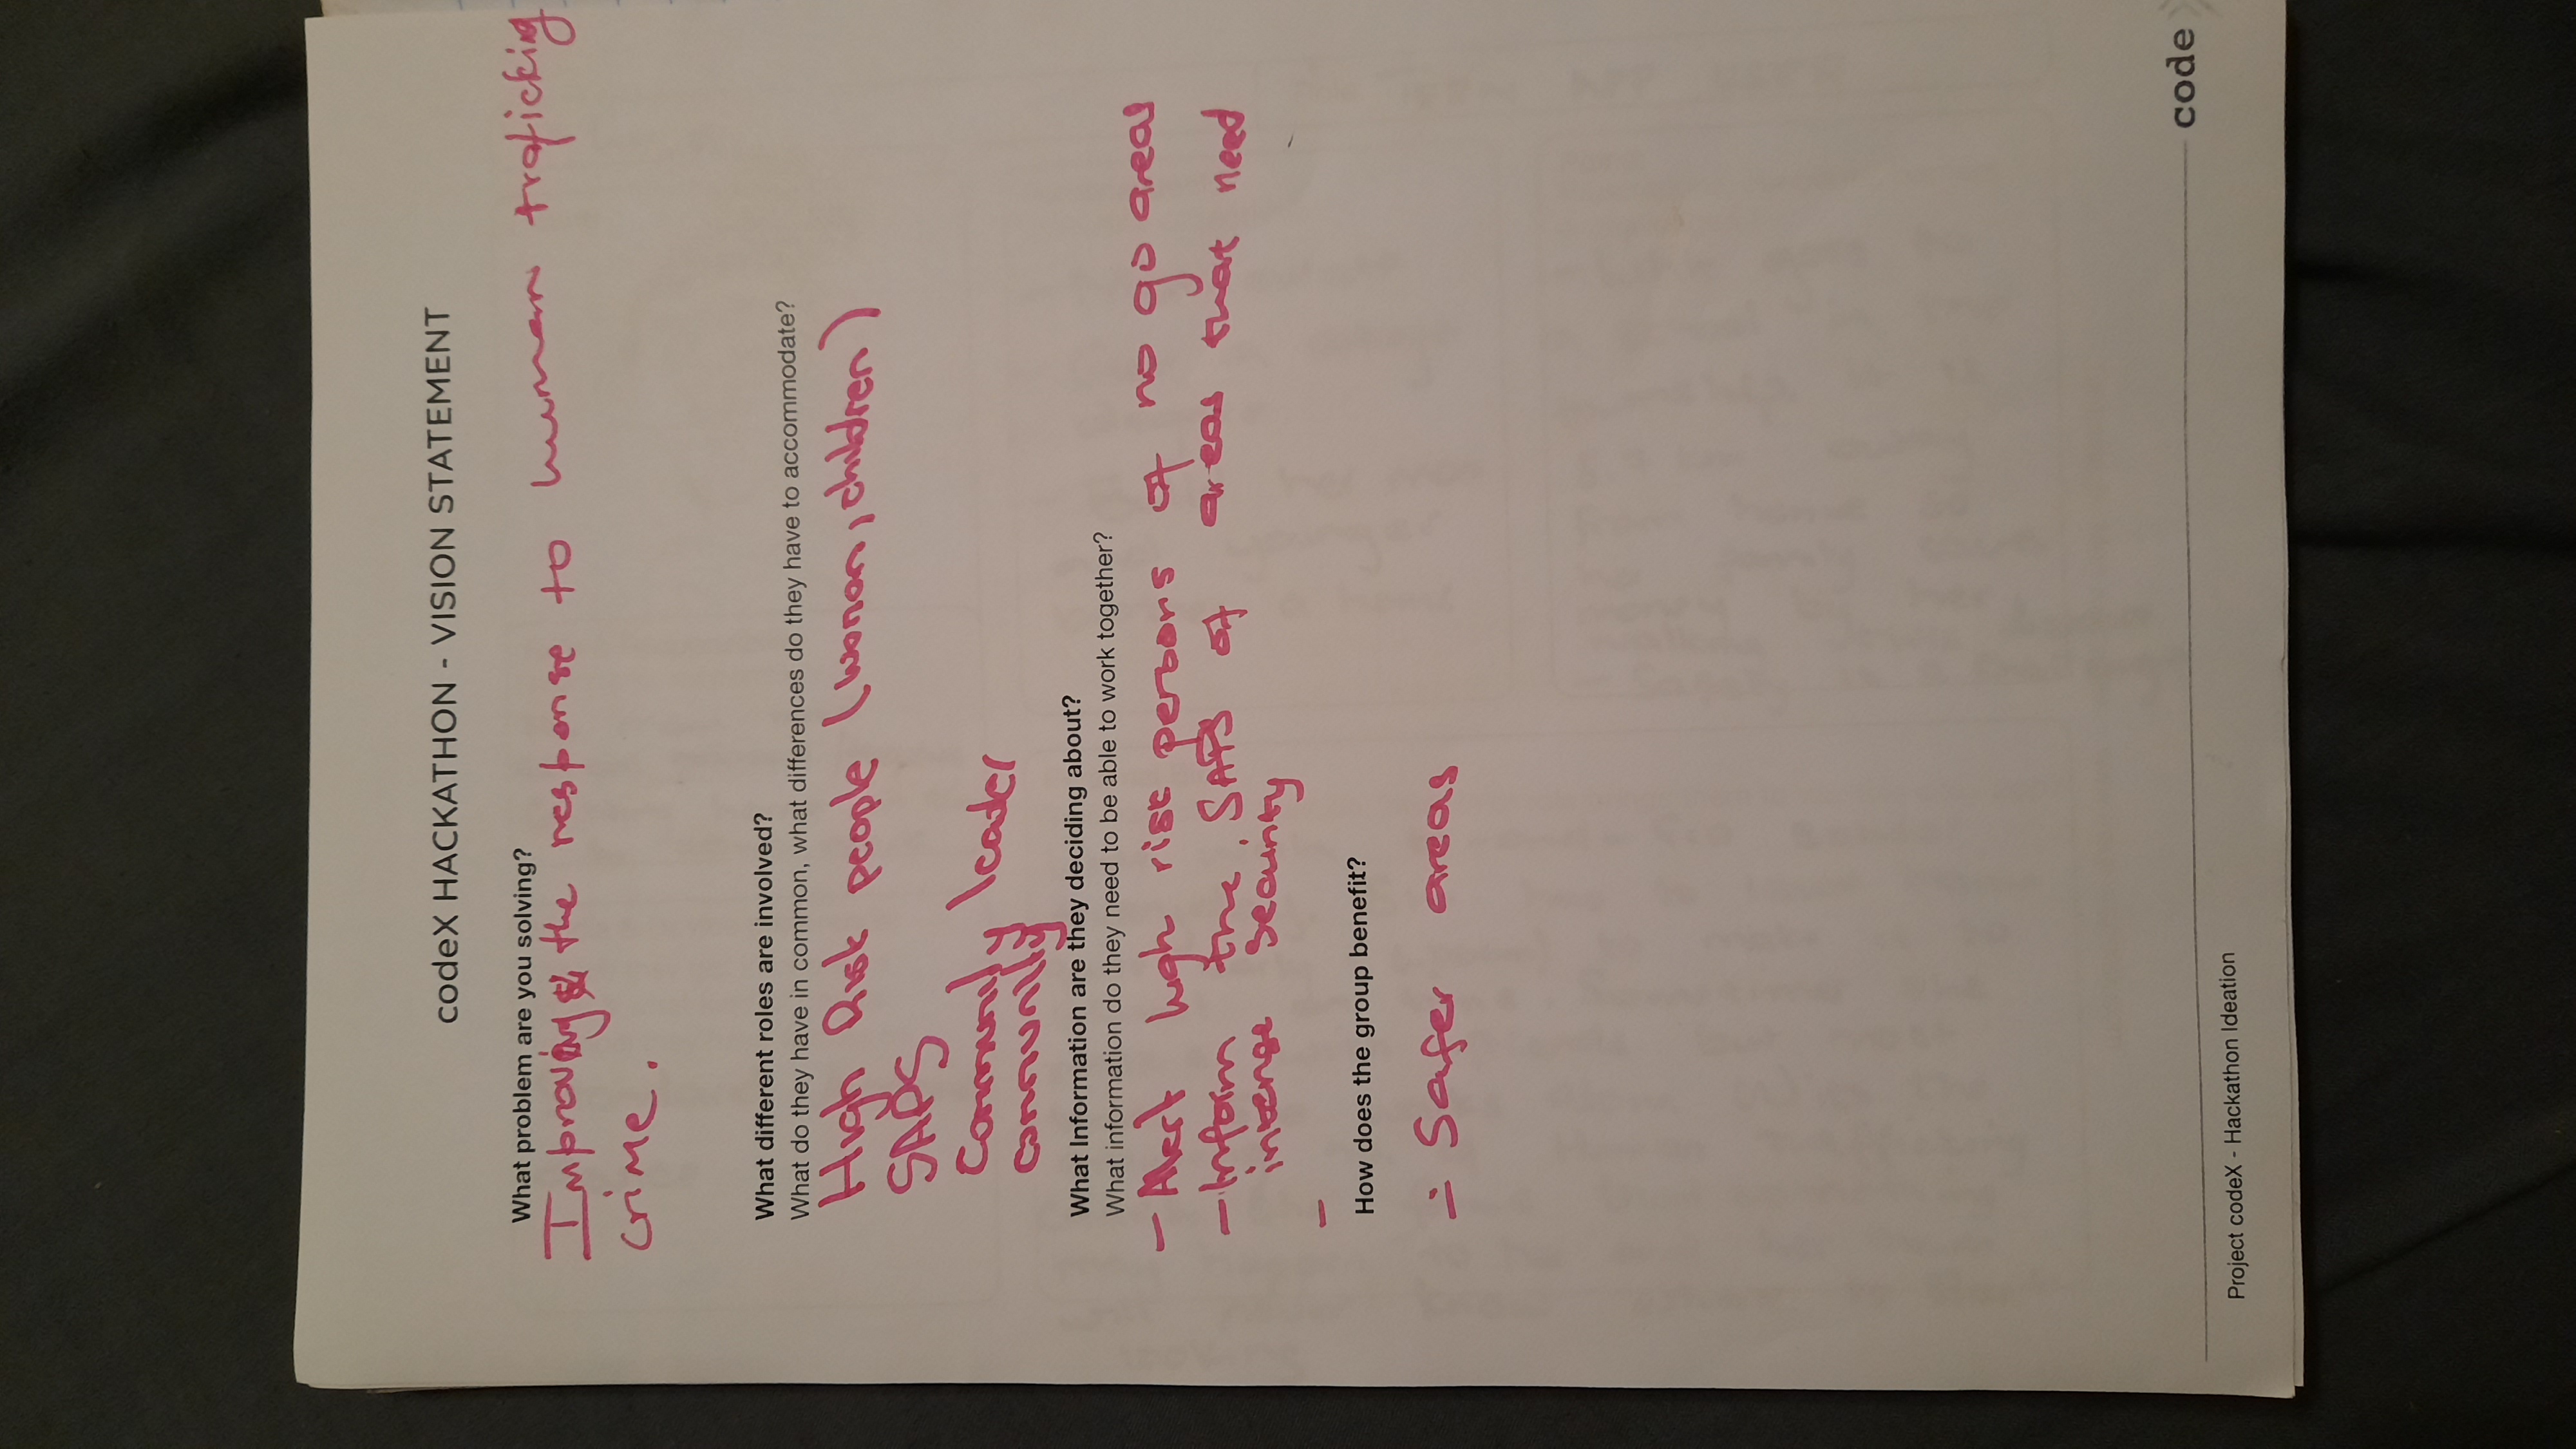 codeX HACKATHON - VISION STATEMENT
What problem are you solving?
Improving the response to human traficking
crime.
What different roles are involved?
What do they have in common, what differences do they have to accommodate?
High Risk people (woman, children)
SAPS
Community leader
community
What Information are they deciding about?
What information do they need to be able to work together?
- Alert high risk persons of no go areas
- Inform the SAPS of areas that need
intense security
-
How does the group benefit?
- Safer areas
code
Project codeX - Hackathon Ideation